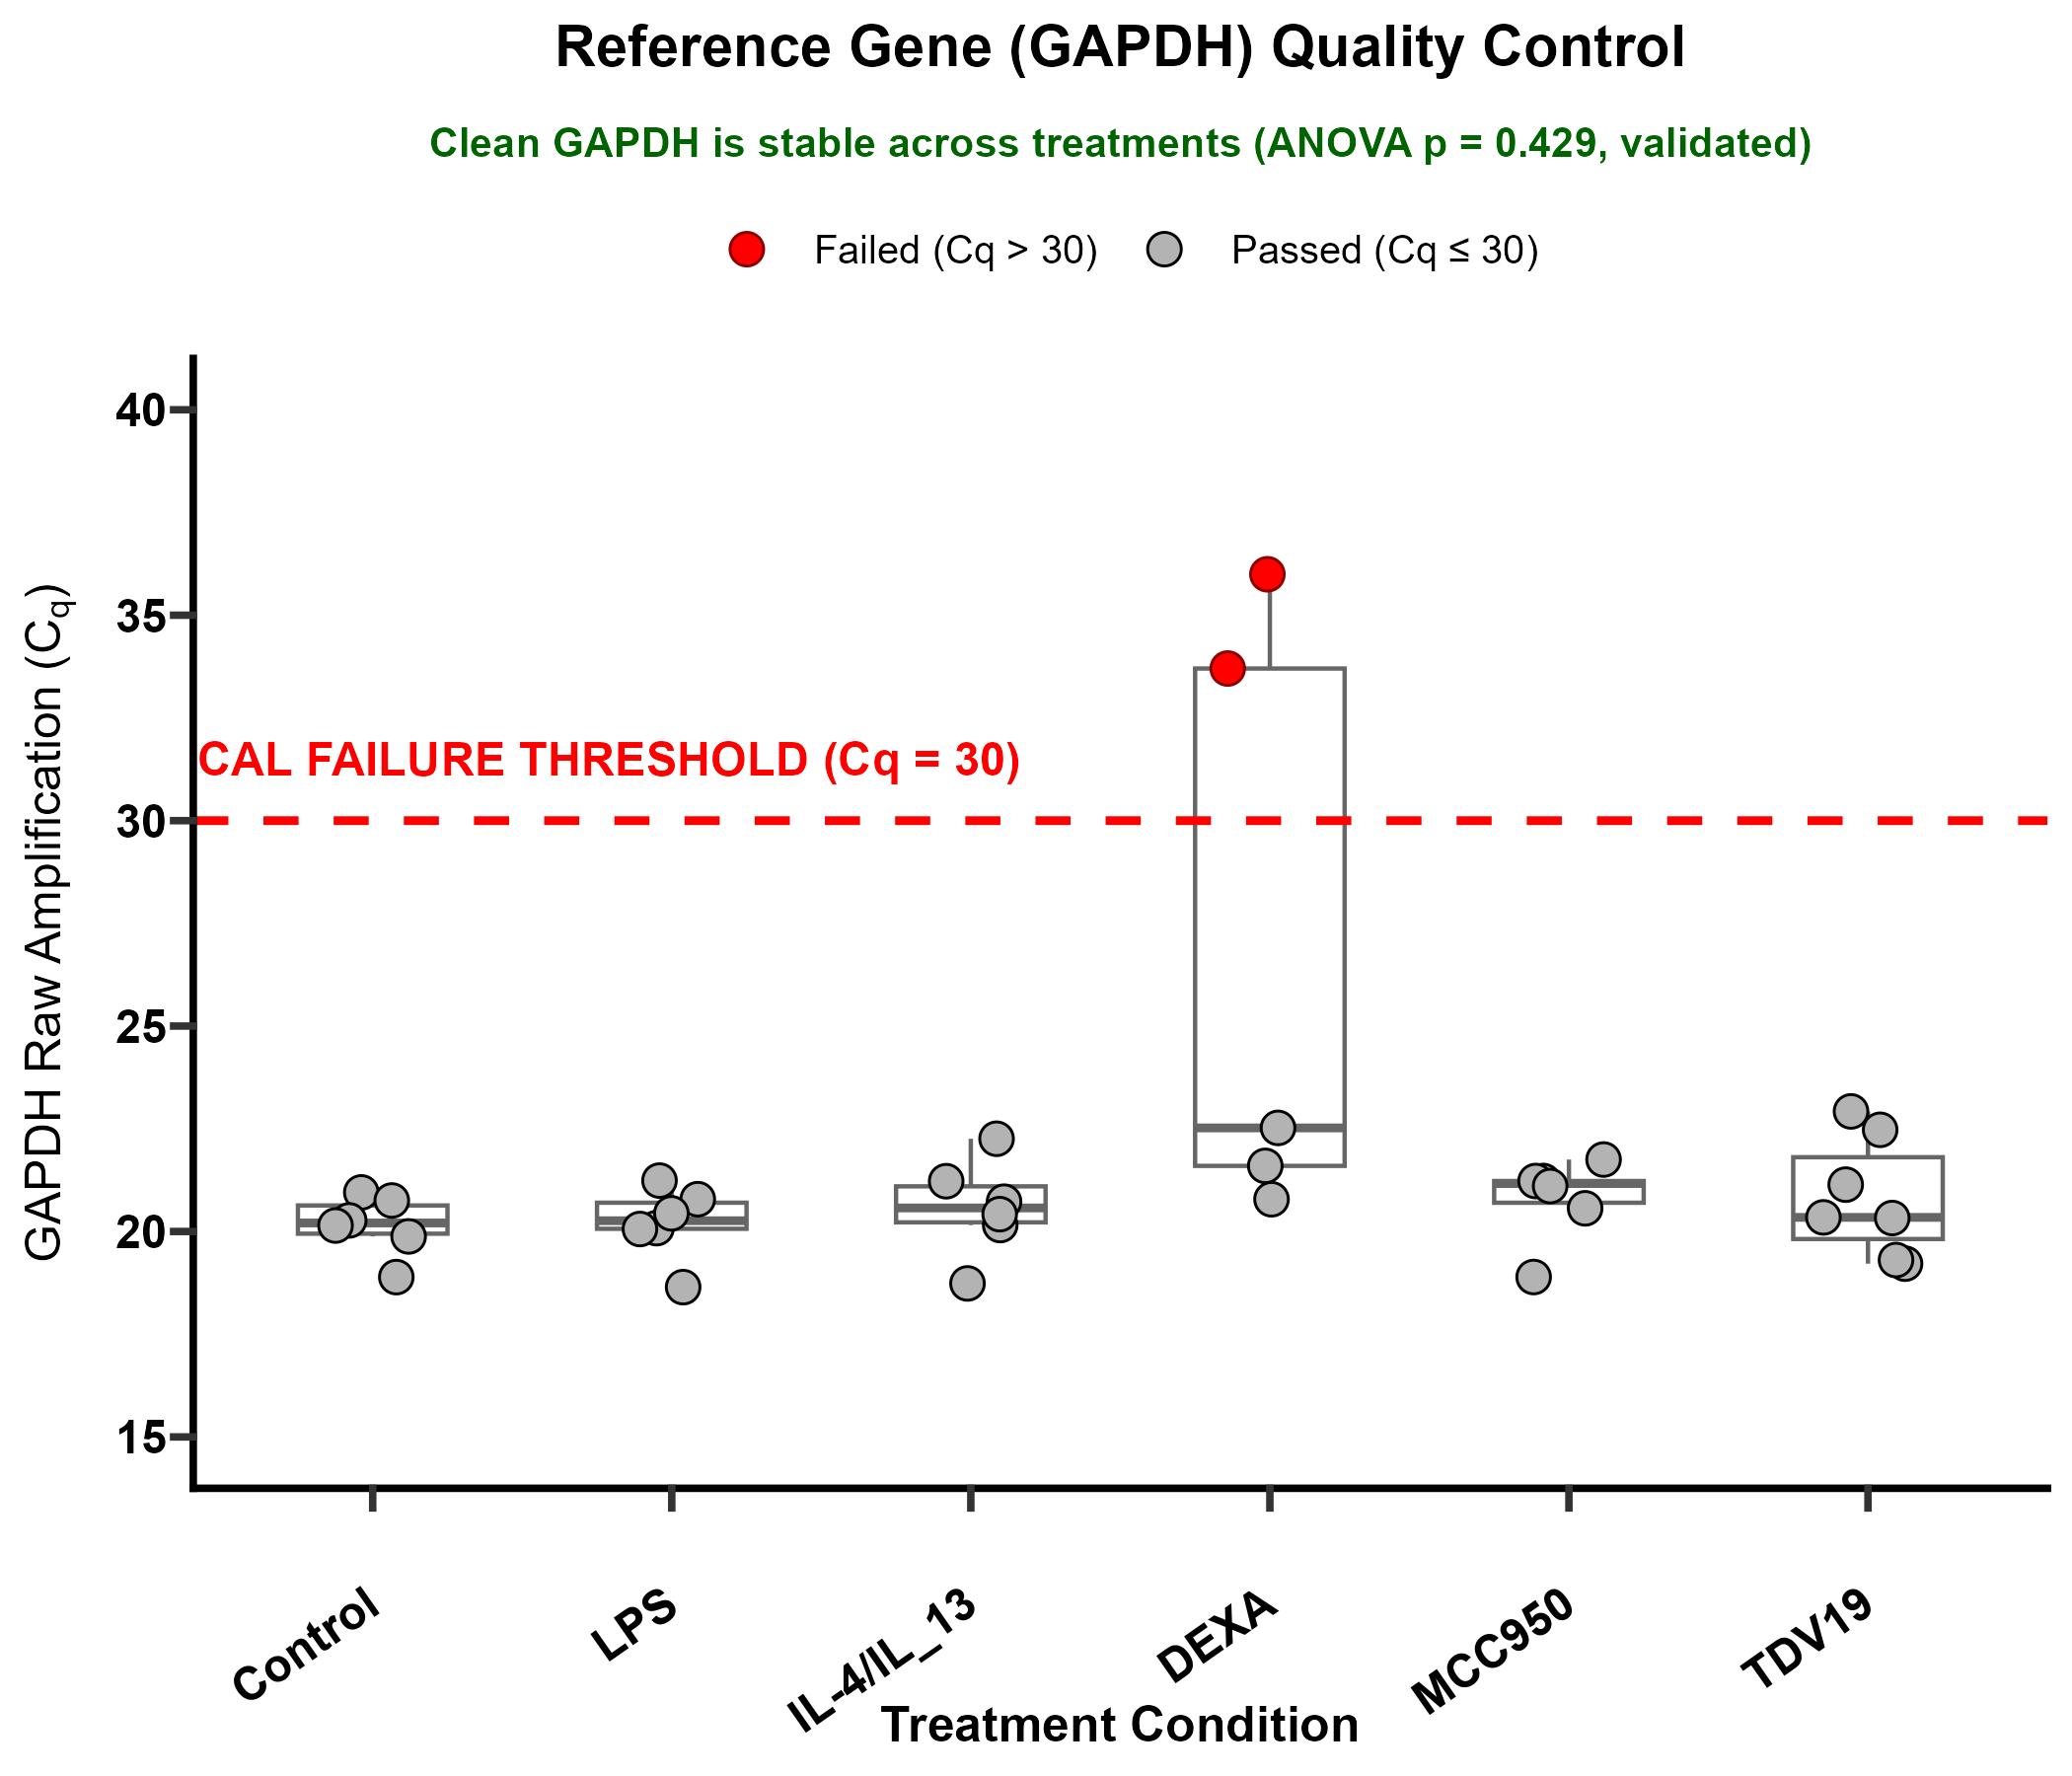 Reference Gene (GAPDH) Quality Control
Clean GAPDH is stable across treatments (ANOVA p = 0.429, validated)
Failed (Cq > 30)
Passed (Cq ≤ 30)
GAPDH Raw Amplification (Cq)
40
35
30
25
20
15
CAL FAILURE THRESHOLD (Cq = 30)
Control
LPS
IL-4/IL_13
DEXA
MCC950
TDV19
Treatment Condition